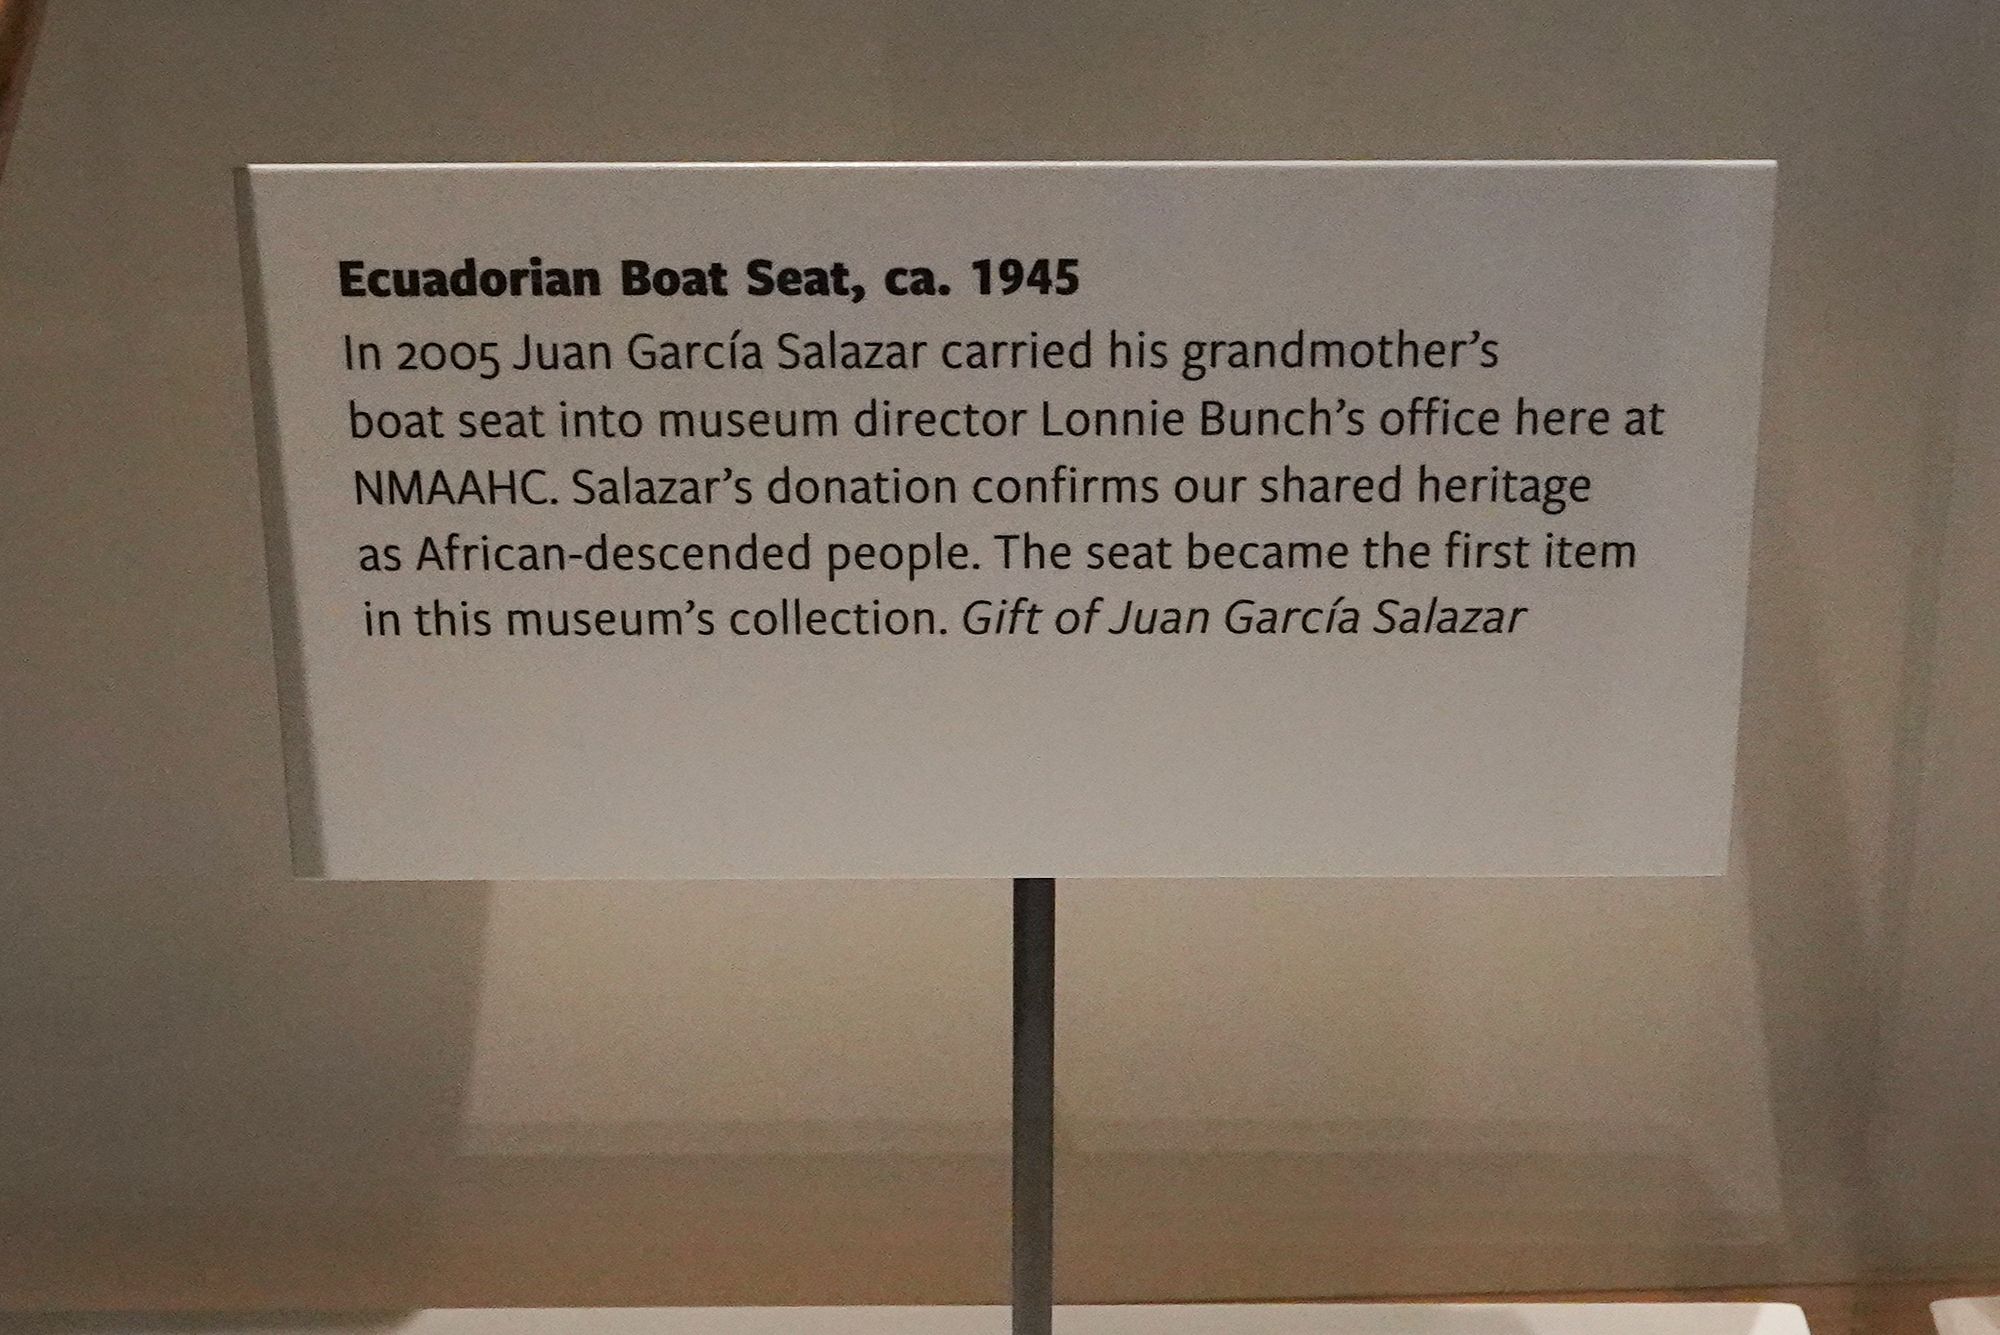 Ecuadorian Boat Seat, ca. 1945
In 2005 Juan García Salazar carried his grandmother’s
boat seat into museum director Lonnie Bunch’s office here at
NMAAHC. Salazar’s donation confirms our shared heritage
as African-descended people. The seat became the first item
in this museum’s collection. Gift of Juan García Salazar